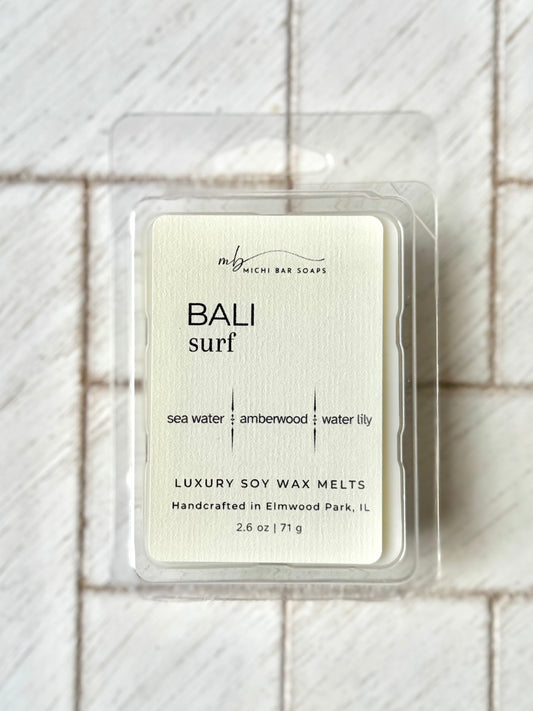 mb
MICHI BAR SOAPS
BALI
surf
sea water amberwood water lily
LUXURY SOY WAX MELTS
Handcrafted in Elmwood Park, IL
2.6 oz | 71 g